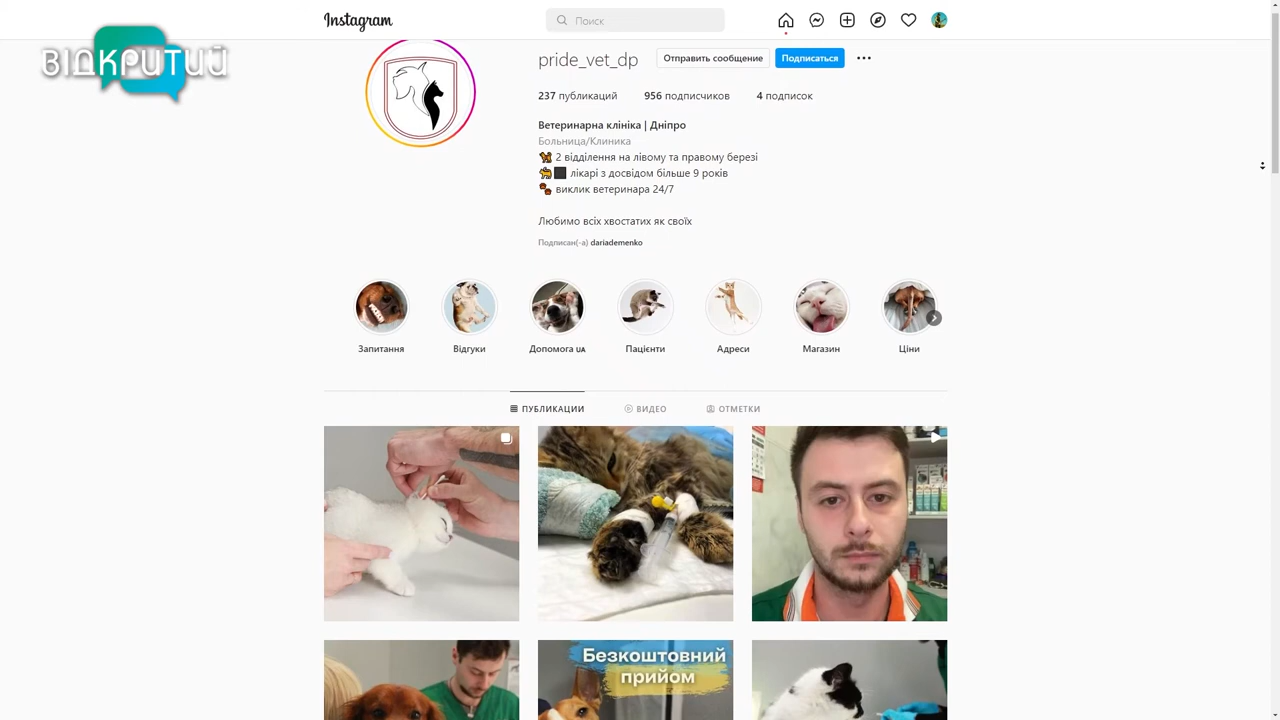 Instagram
Поиск
ВІДКРИТИЙ
pride_vet_dp
Отправить сообщение
Подписаться
237 публикаций
956 подписчиков
4 подписок
Ветеринарна клініка | Дніпро
Больница/Клиника
2 відділення на лівому та правому березі
лікарі з досвідом більше 9 років
виклик ветеринара 24/7
Любимо всіх хвостатих як своїх
Подписан(-а) dariademenko
Запитання
Відгуки
Допомога UA
Пацієнти
Адреси
Магазин
Ціни
ПУБЛИКАЦИИ
ВИДЕО
ОТМЕТКИ
Безкоштовний
прийом